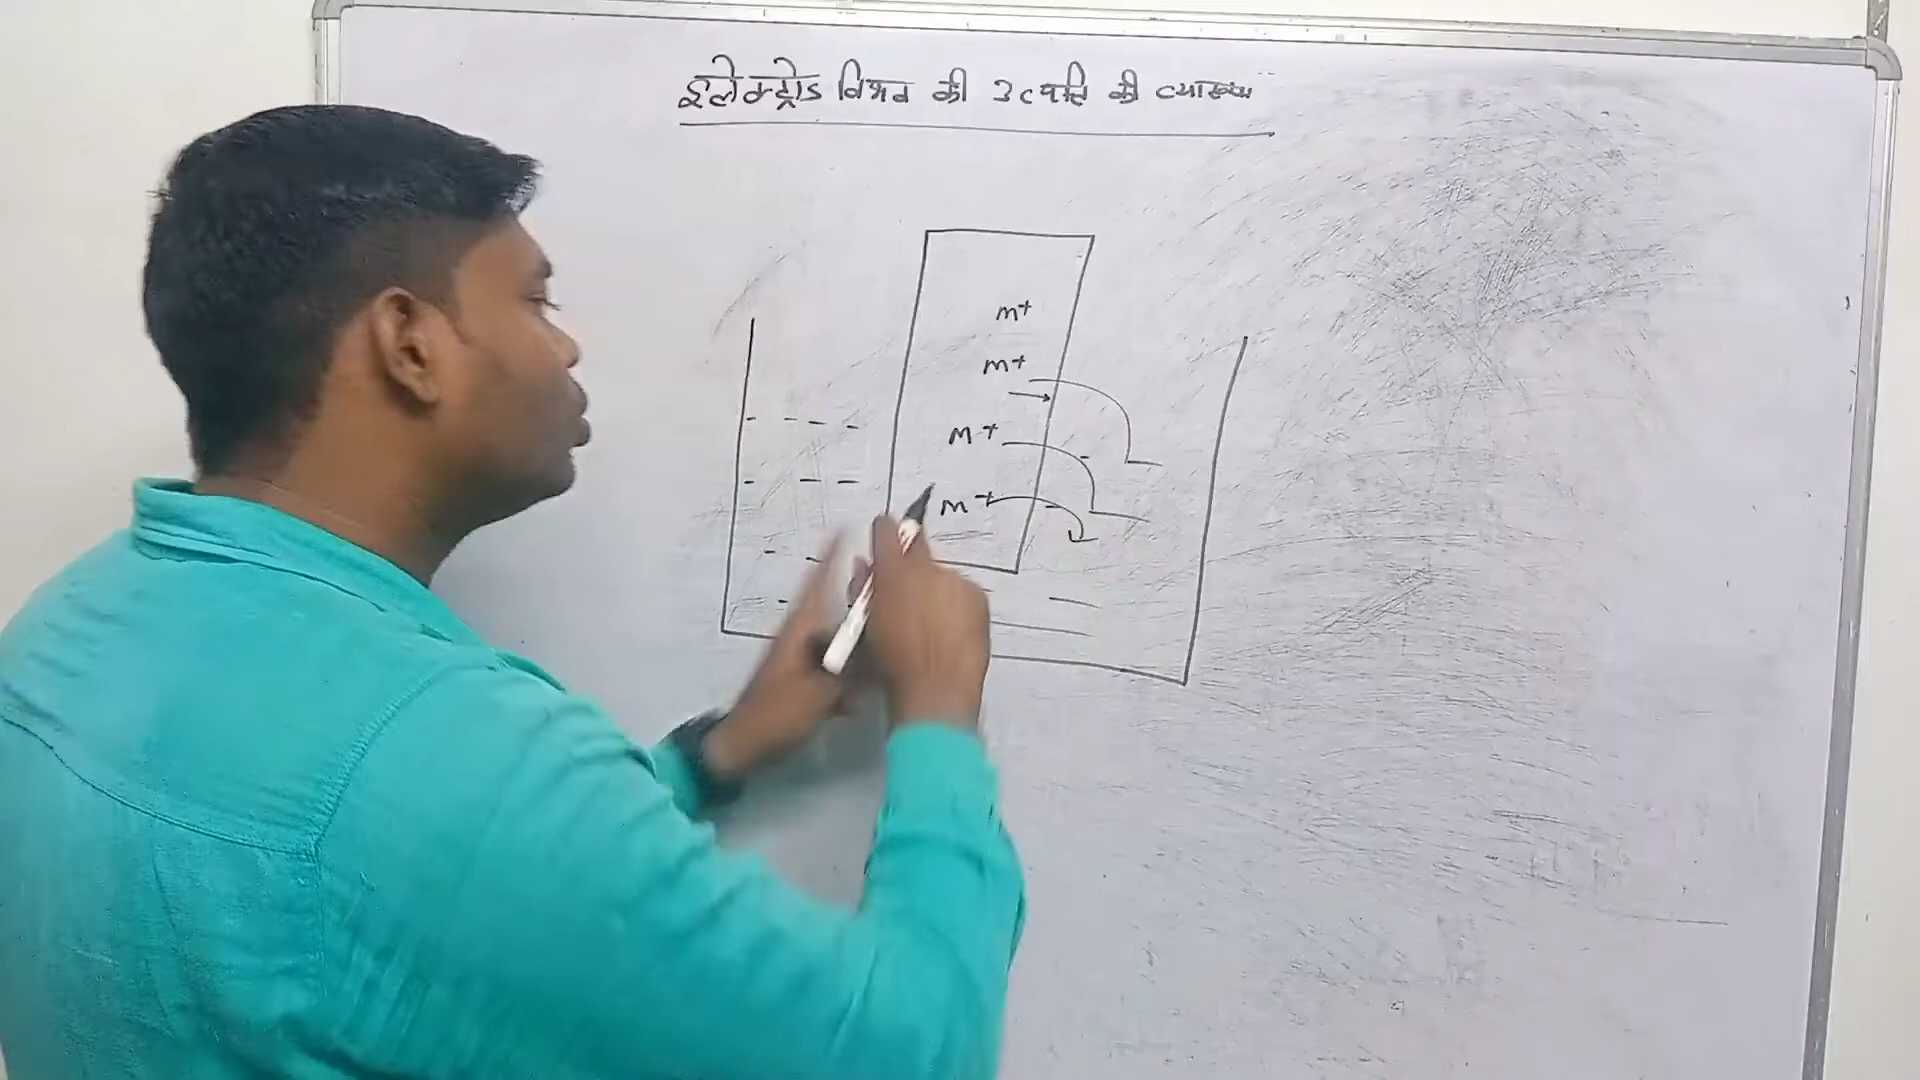 इलेक्ट्रोड विभव की उत्पत्ति की व्याख्या
m+
m+
m+
m+